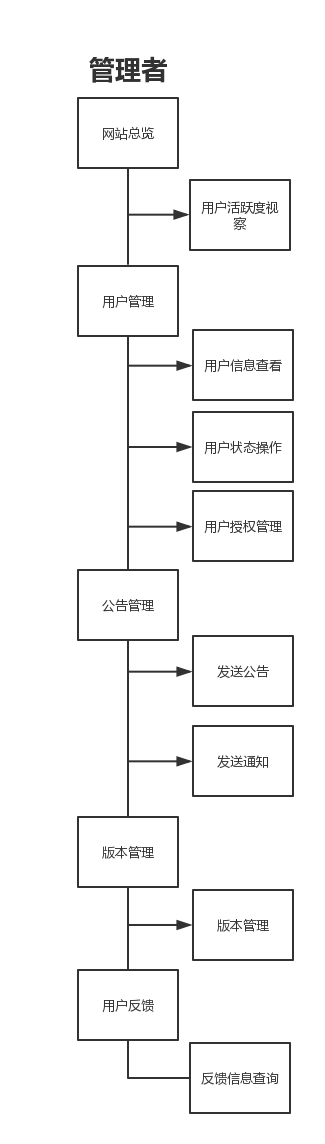 管理者
网站总览
用户活跃度视
察
用户管理
用户信息查看
用户状态操作
用户授权管理
公告管理
发送公告
发送通知
版本管理
版本管理
用户反馈
反馈信息查询